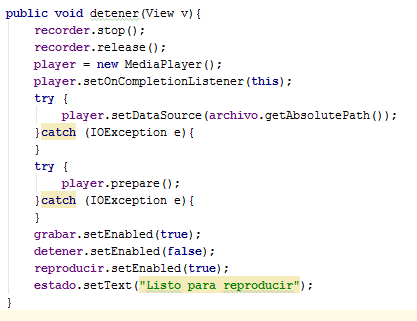 public void detener(View v){
    recorder.stop();
    recorder.release();
    player = new MediaPlayer();
    player.setOnCompletionListener(this);
    try {
        player.setDataSource(archivo.getAbsolutePath());
    }catch (IOException e){
    }
    try {
        player.prepare();
    }catch (IOException e){
    }
    grabar.setEnabled(true);
    detener.setEnabled(false);
    reproducir.setEnabled(true);
    estado.setText("Listo para reproducir");
}